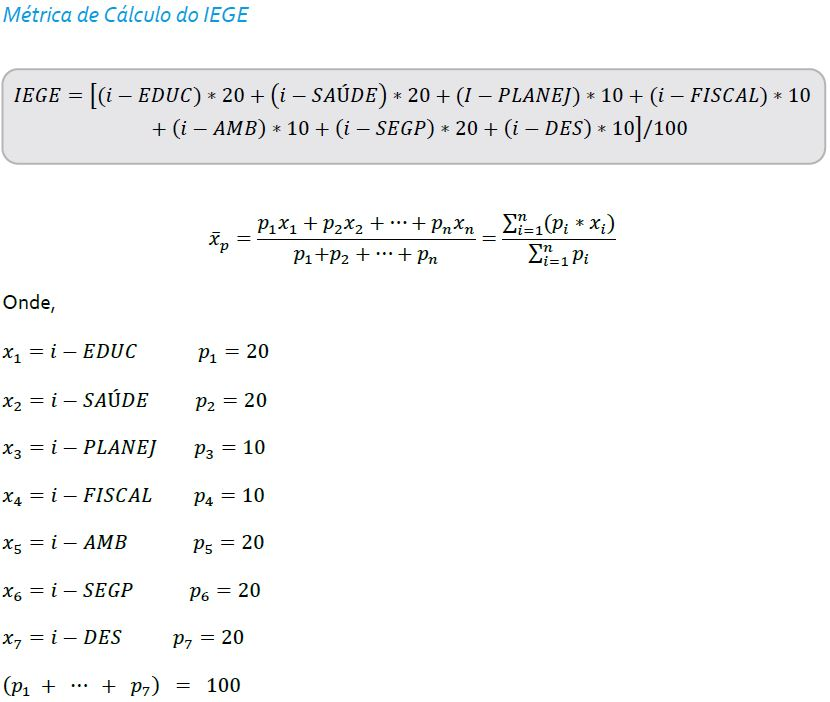 Métrica de Cálculo do IEGE
IEGE = [(i − EDUC) ∗ 20 + (i − SAÚDE) ∗ 20 + (I − PLANEJ) ∗ 10 + (i − FISCAL) ∗ 10
+ (i − AMB) ∗ 10 + (i − SEGP) ∗ 20 + (i − DES) ∗ 10]/100
x̄ₚ = (p₁x₁ + p₂x₂ + ⋯ + pₙxₙ)/(p₁+p₂ + ⋯ + pₙ) = (∑ⁿᵢ₌₁(pᵢ ∗ xᵢ))/(∑ⁿᵢ₌₁ pᵢ)
Onde,
x₁ = i − EDUC p₁ = 20
x₂ = i − SAÚDE p₂ = 20
x₃ = i − PLANEJ p₃ = 10
x₄ = i − FISCAL p₄ = 10
x₅ = i − AMB p₅ = 20
x₆ = i − SEGP p₆ = 20
x₇ = i − DES p₇ = 20
(p₁ + ⋯ + p₇) = 100